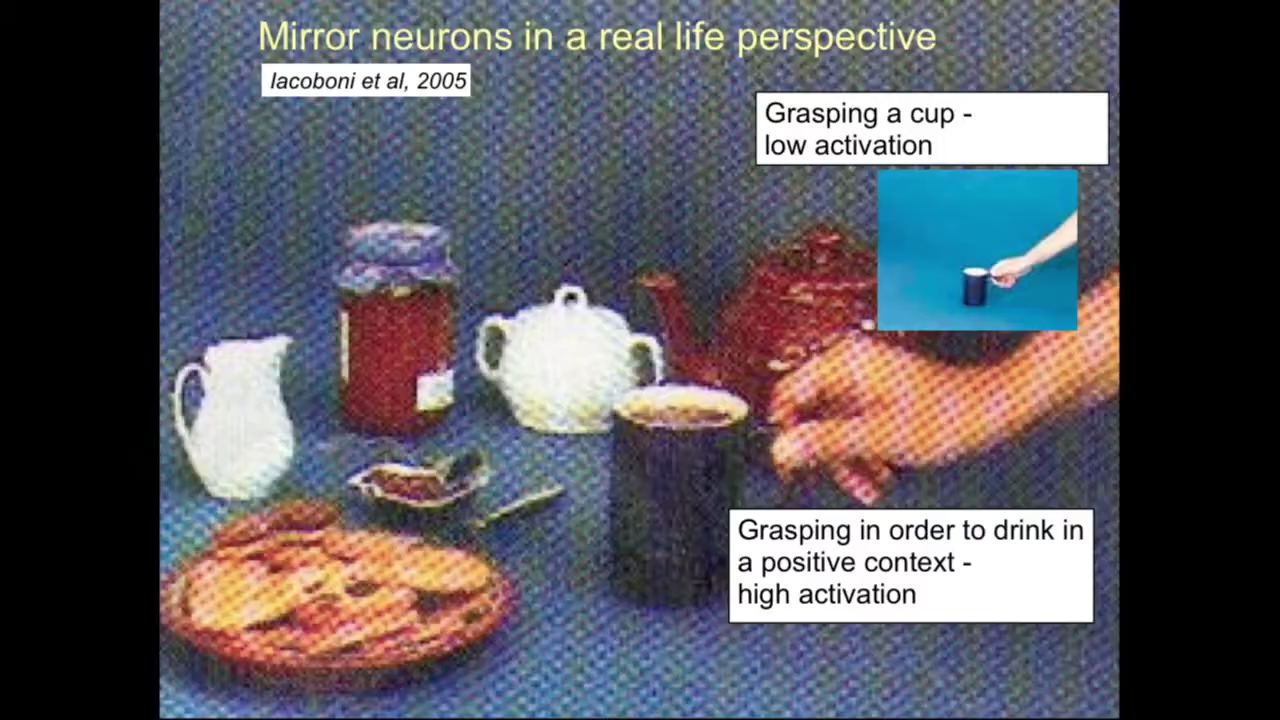 Mirror neurons in a real life perspective
Iacoboni et al, 2005
Grasping a cup -
low activation
Grasping in order to drink in
a positive context -
high activation